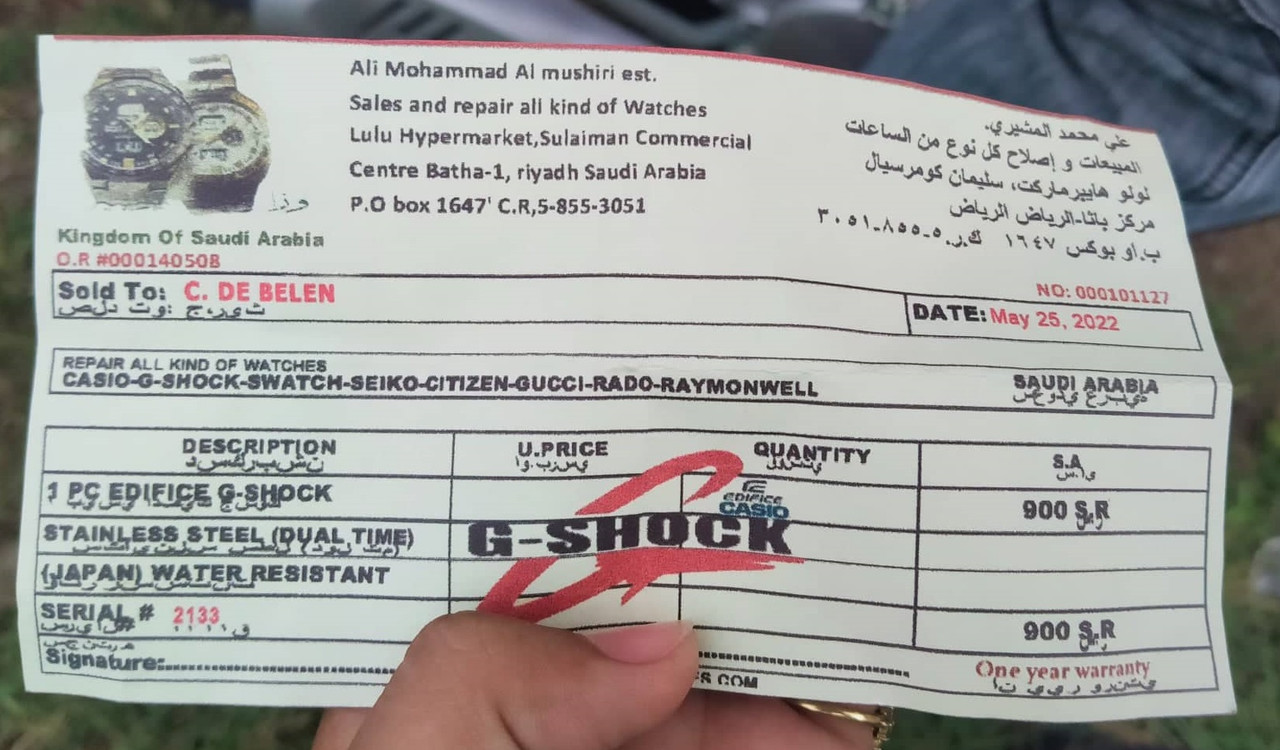 Ali Mohammad Al mushiri est.
Sales and repair all kind of Watches
Lulu Hypermarket,Sulaiman Commercial
Centre Batha-1, riyadh Saudi Arabia
P.O box 1647' C.R,5-855-3051
علي محمد المشيري.
المبيعات و إصلاح كل نوع من الساعات
نولو هايبرماركت، سليمان كومرسيال
مركز باثا-الرياض الرياض
ب.او بوكس ١٦٤٧ ك.ر.٥-٨٥٥-٣٠٥١
Kingdom Of Saudi Arabia
O.R #000140508
NO: 000101127
Sold To: C. DE BELEN
DATE: May 25, 2022
REPAIR ALL KIND OF WATCHES
CASIO-G-SHOCK-SWATCH-SEIKO-CITIZEN-GUCCI-RADO-RAYMONWELL
SAUDI ARABIA
DESCRIPTION U.PRICE QUANTITY S.A
1 PC EDIFICE G-SHOCK 900 S.R
EDIFICE
CASIO
G-SHOCK
STAINLESS STEEL (DUAL TIME)
(JAPAN) WATER RESISTANT
SERIAL # 2133 900 S.R
Signature:
One year warranty
COM